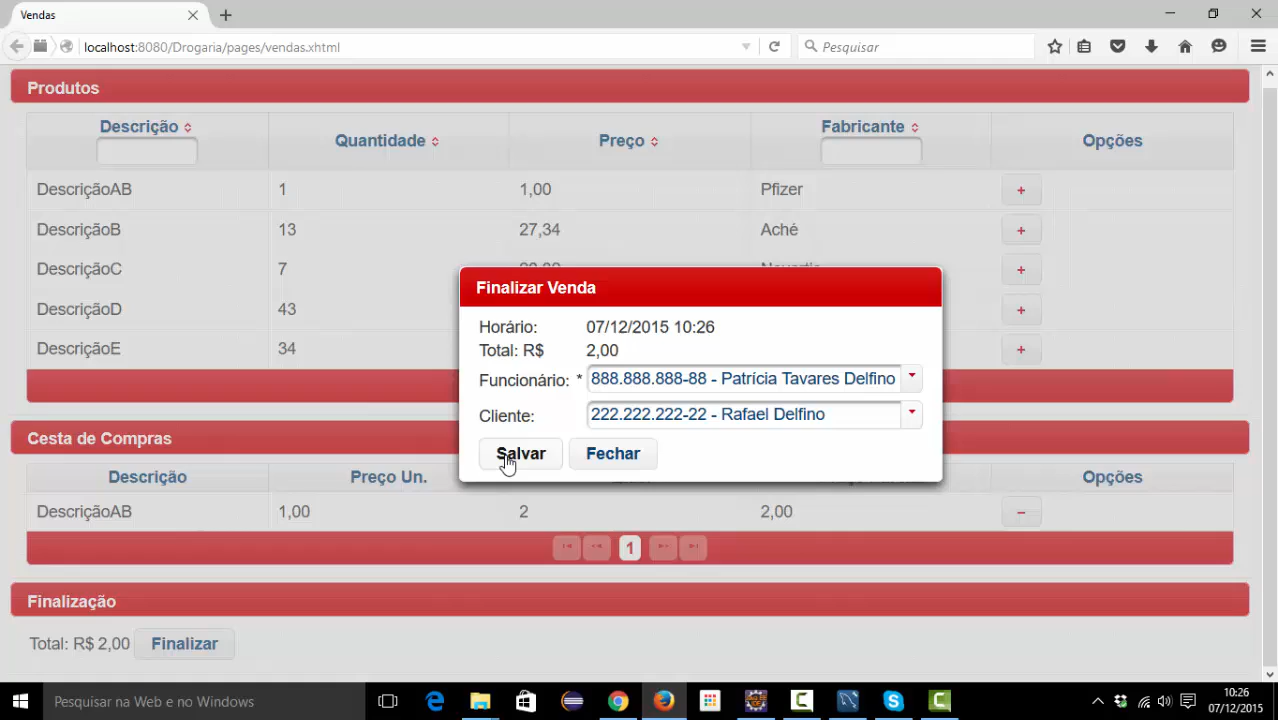 Vendas
localhost:8080/Drogaria/pages/vendas.xhtml
Pesquisar
Produtos
Descrição Quantidade Preço Fabricante Opções
DescriçãoAB 1 1,00 Pfizer +
DescriçãoB 13 27,34 Aché +
DescriçãoC 7 +
DescriçãoD 43 +
DescriçãoE 34 +
Finalizar Venda
Horário: 07/12/2015 10:26
Total: R$ 2,00
Funcionário: * 888.888.888-88 - Patrícia Tavares Delfino
Cliente: 222.222.222-22 - Rafael Delfino
Salvar Fechar
Cesta de Compras
Descrição Preço Un. Opções
DescriçãoAB 1,00 2 2,00 −
1
Finalização
Total: R$ 2,00 Finalizar
Pesquisar na Web e no Windows
10:26
07/12/2015